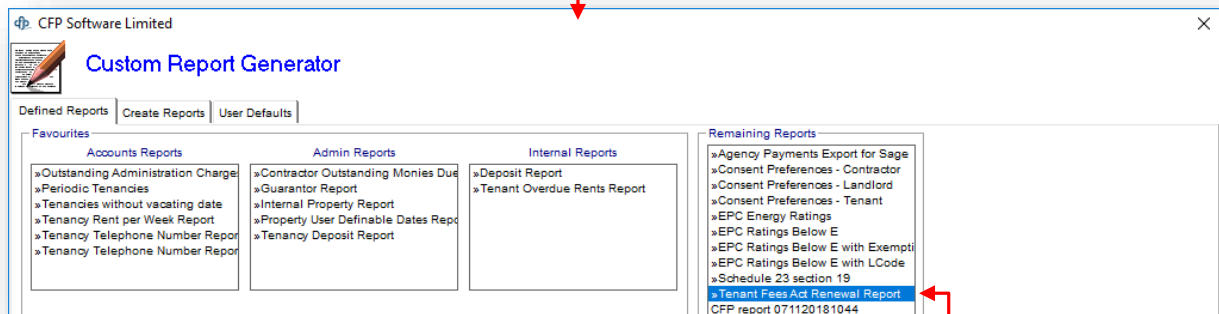 CFP Software Limited
Custom Report Generator
Defined Reports Create Reports User Defaults
Favourites
Accounts Reports
»Outstanding Administration Charge
»Periodic Tenancies
»Tenancies without vacating date
»Tenancy Rent per Week Report
»Tenancy Telephone Number Repor
»Tenancy Telephone Number Repor
Admin Reports
»Contractor Outstanding Monies Due
»Guarantor Report
»Internal Property Report
»Property User Definable Dates Repo
»Tenancy Deposit Report
Internal Reports
»Deposit Report
»Tenant Overdue Rents Report
Remaining Reports
»Agency Payments Export for Sage
»Consent Preferences - Contractor
»Consent Preferences - Landlord
»Consent Preferences - Tenant
»EPC Energy Ratings
»EPC Ratings Below E
»EPC Ratings Below E with Exempti
»EPC Ratings Below E with LCode
»Schedule 23 section 19
»Tenant Fees Act Renewal Report
CFP report 071120181044